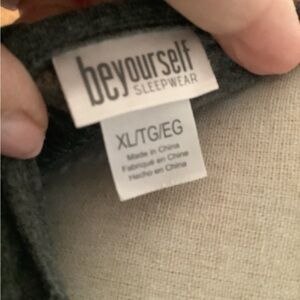 beyourself
SLEEPWEAR
XL/TG/EG
Made in China
Fabriqué en Chine
Hecho en China